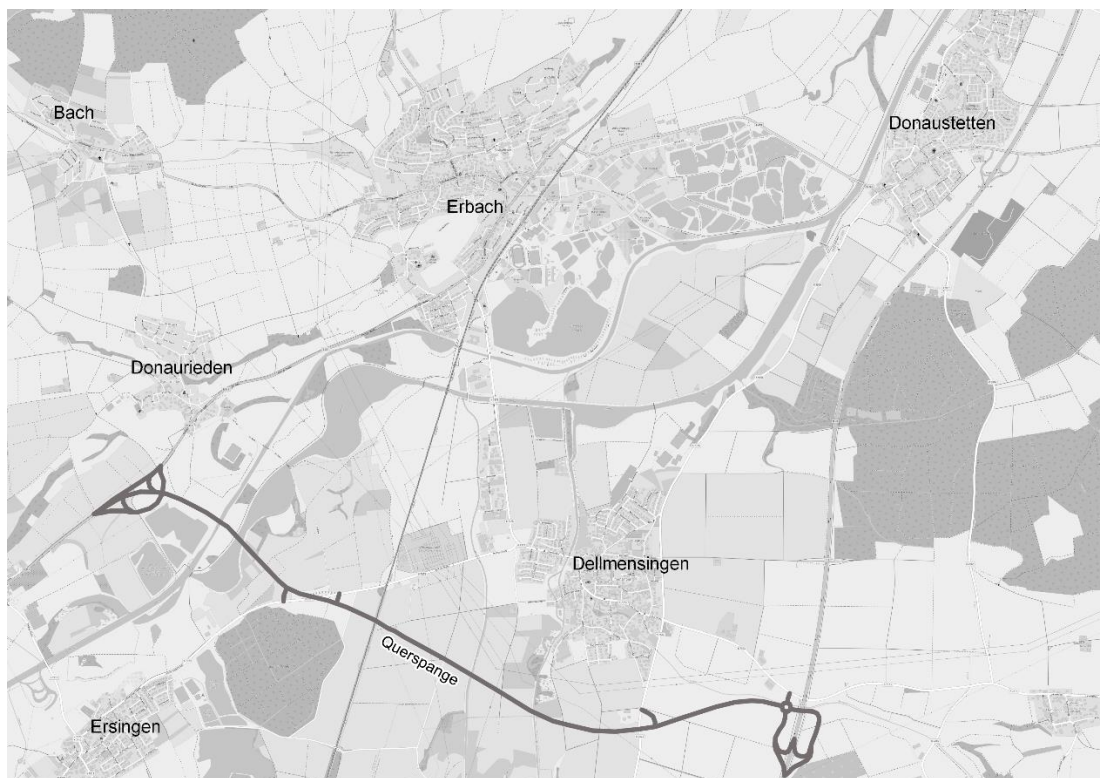 Bach
Donaustetten
Erbach
Donaurieden
Dellmensingen
Querspange
Ersingen